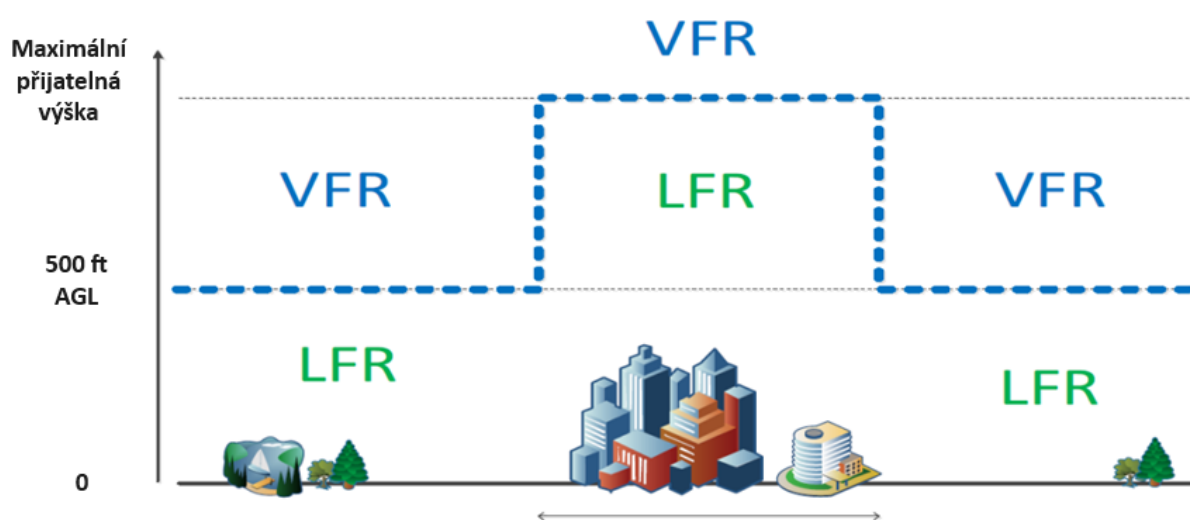 Maximální
přijatelná
výška
VFR
VFR
LFR
VFR
500 ft
AGL
LFR
LFR
0